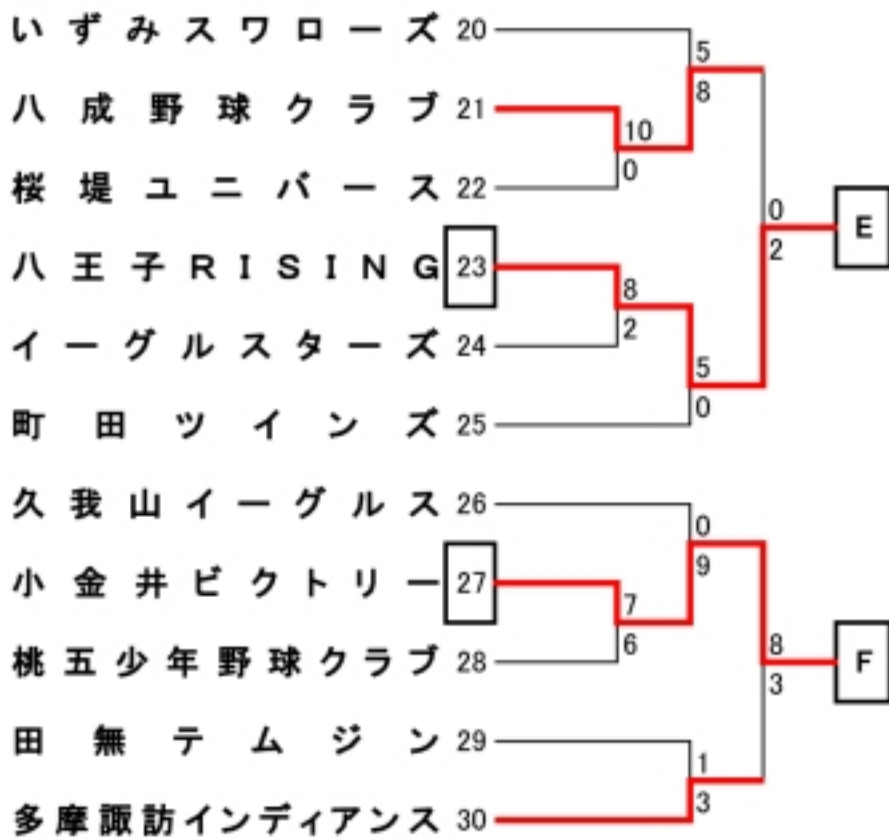 いずみスワローズ 20
5
八成野球クラブ 21
8
10
桜堤ユニバース 22
0
0
E
八王子RISING 23
2
8
イーグルスターズ 24
2
5
町田ツインズ 25
0
久我山イーグルス 26
0
小金井ビクトリー 27
9
7
桃五少年野球クラブ 28
6
8
F
3
田無テムジン 29
1
多摩諏訪インディアンス 30
3